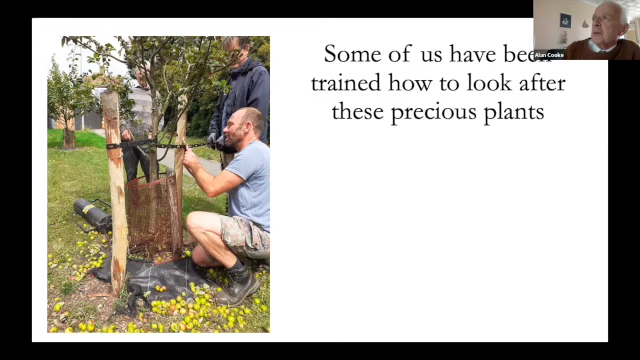 Some of us have been
trained how to look after
these precious plants
Alan Cooke